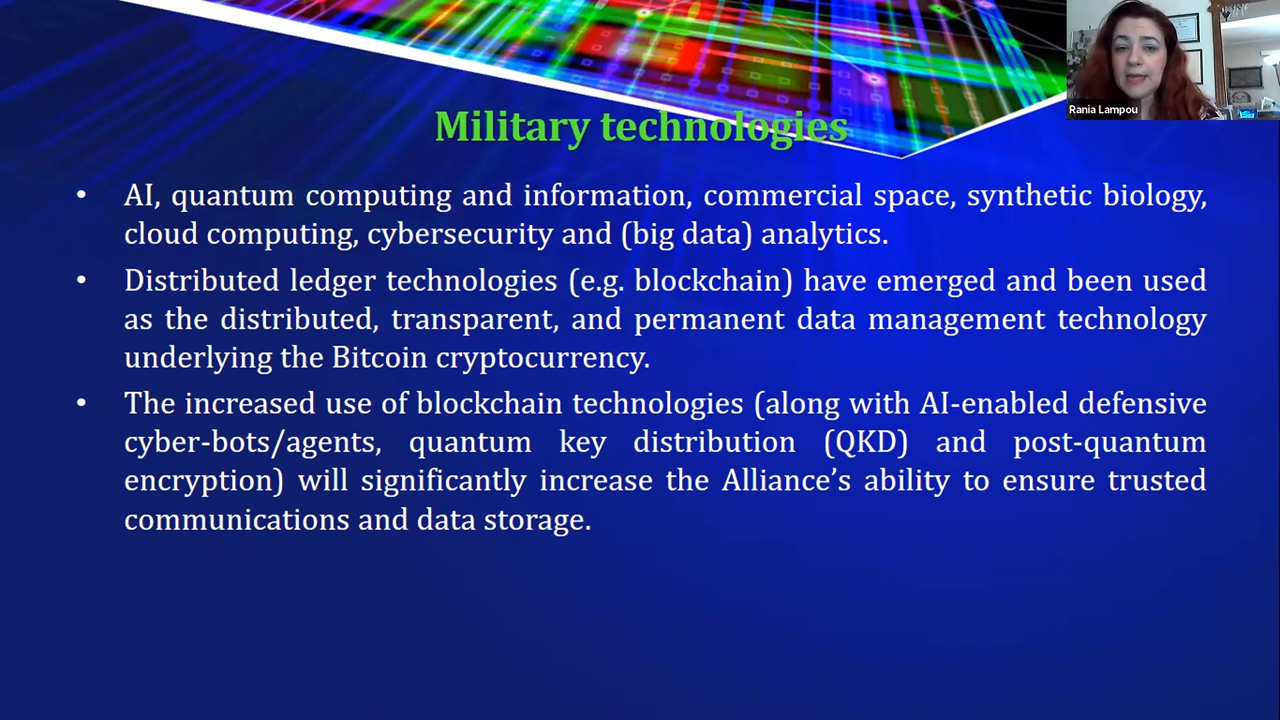 Rania Lampou
Military technologies
• AI, quantum computing and information, commercial space, synthetic biology,
cloud computing, cybersecurity and (big data) analytics.
• Distributed ledger technologies (e.g. blockchain) have emerged and been used
as the distributed, transparent, and permanent data management technology
underlying the Bitcoin cryptocurrency.
• The increased use of blockchain technologies (along with AI-enabled defensive
cyber-bots/agents, quantum key distribution (QKD) and post-quantum
encryption) will significantly increase the Alliance’s ability to ensure trusted
communications and data storage.